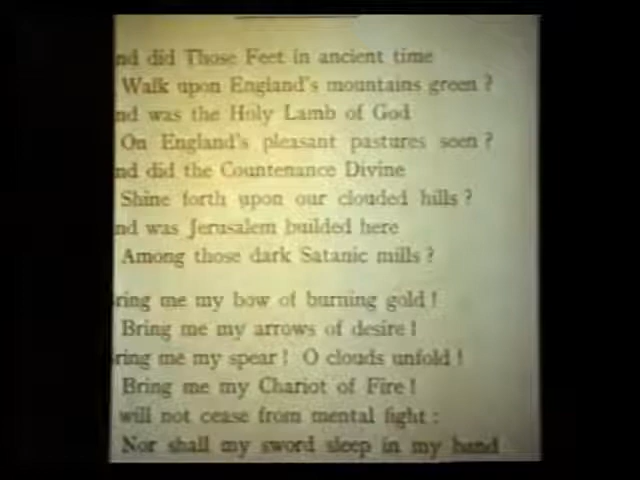 nd did Those Feet in ancient time
Walk upon England's mountains green ?
nd was the Holy Lamb of God
On England's pleasant pastures seen ?
nd did the Countenance Divine
Shine forth upon our clouded hills ?
nd was Jerusalem builded here
Among those dark Satanic mills ?
ring me my bow of burning gold !
Bring me my arrows of desire !
ring me my spear ! O clouds unfold !
Bring me my Chariot of Fire !
will not cease from mental fight :
Nor shall my sword sleep in my hand